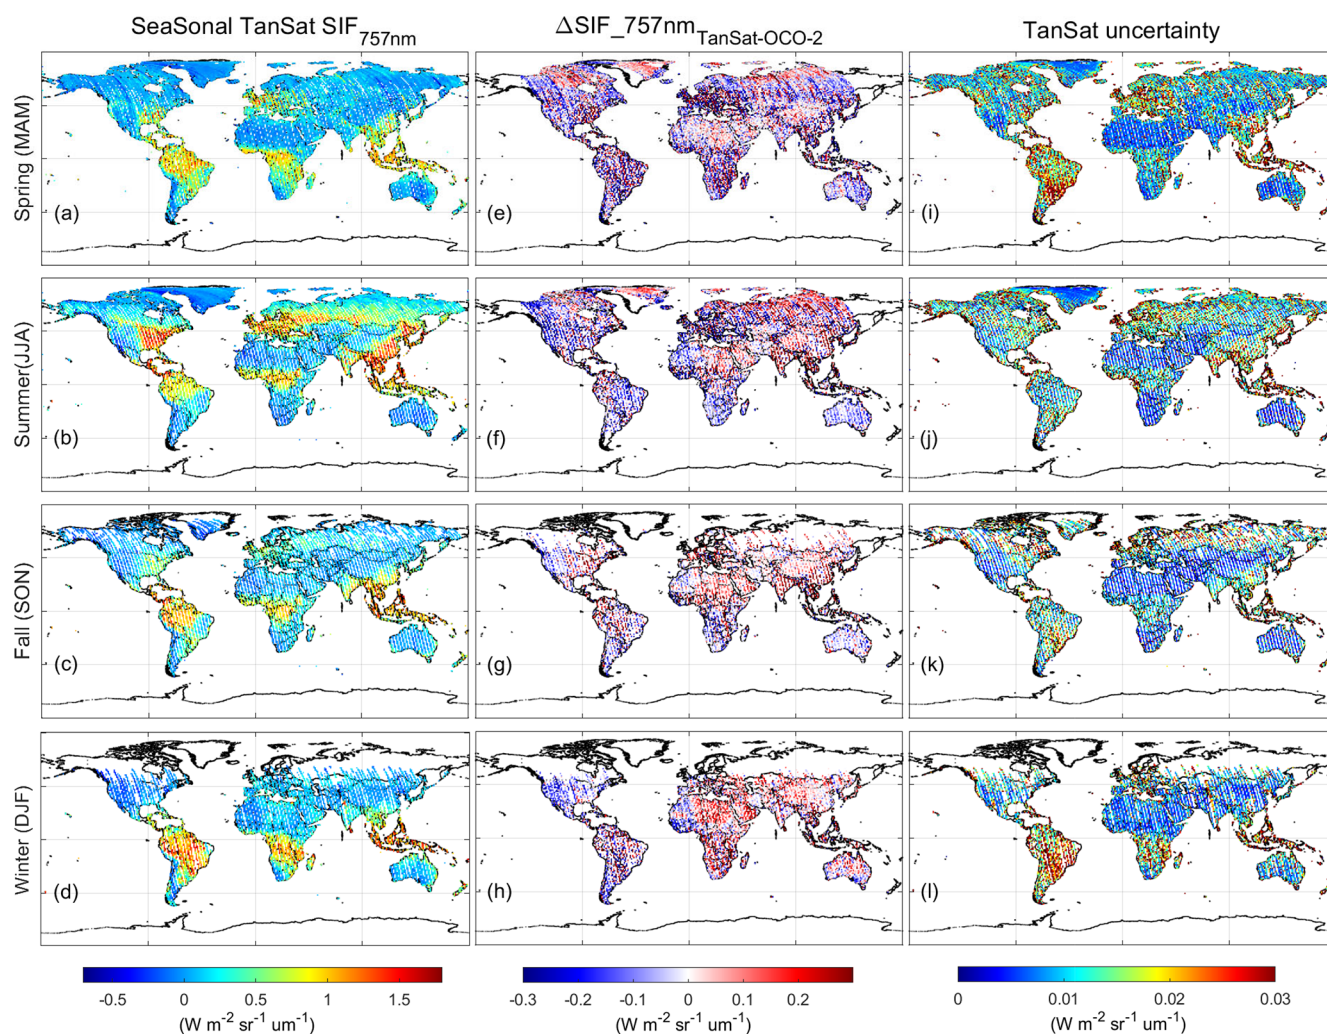 SeaSonal TanSat SIF757nm
ΔSIF_757nmTanSat-OCO-2
TanSat uncertainty
Spring (MAM)
(a)
(e)
(i)
Summer(JJA)
(b)
(f)
(j)
Fall (SON)
(c)
(g)
(k)
Winter (DJF)
(d)
(h)
(l)
-0.5 0 0.5 1 1.5
-0.3 -0.2 -0.1 0 0.1 0.2
0 0.01 0.02 0.03
(W m-2 sr-1 um-1)
(W m-2 sr-1 um-1)
(W m-2 sr-1 um-1)